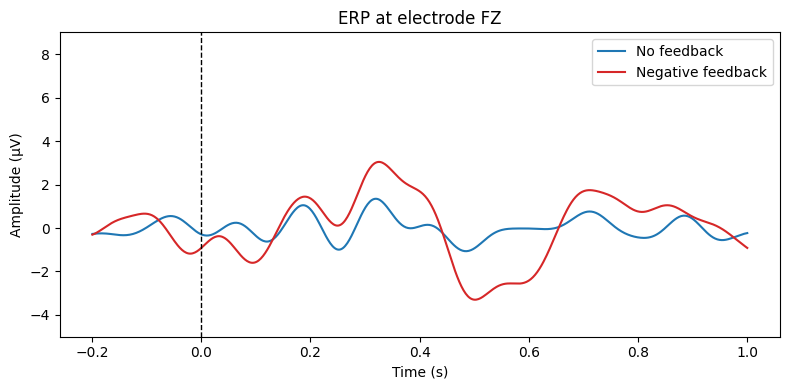 ERP at electrode FZ
No feedback
Negative feedback
Amplitude (µV)
8
6
4
2
0
−2
−4
−0.2
0.0
0.2
0.4
0.6
0.8
1.0
Time (s)